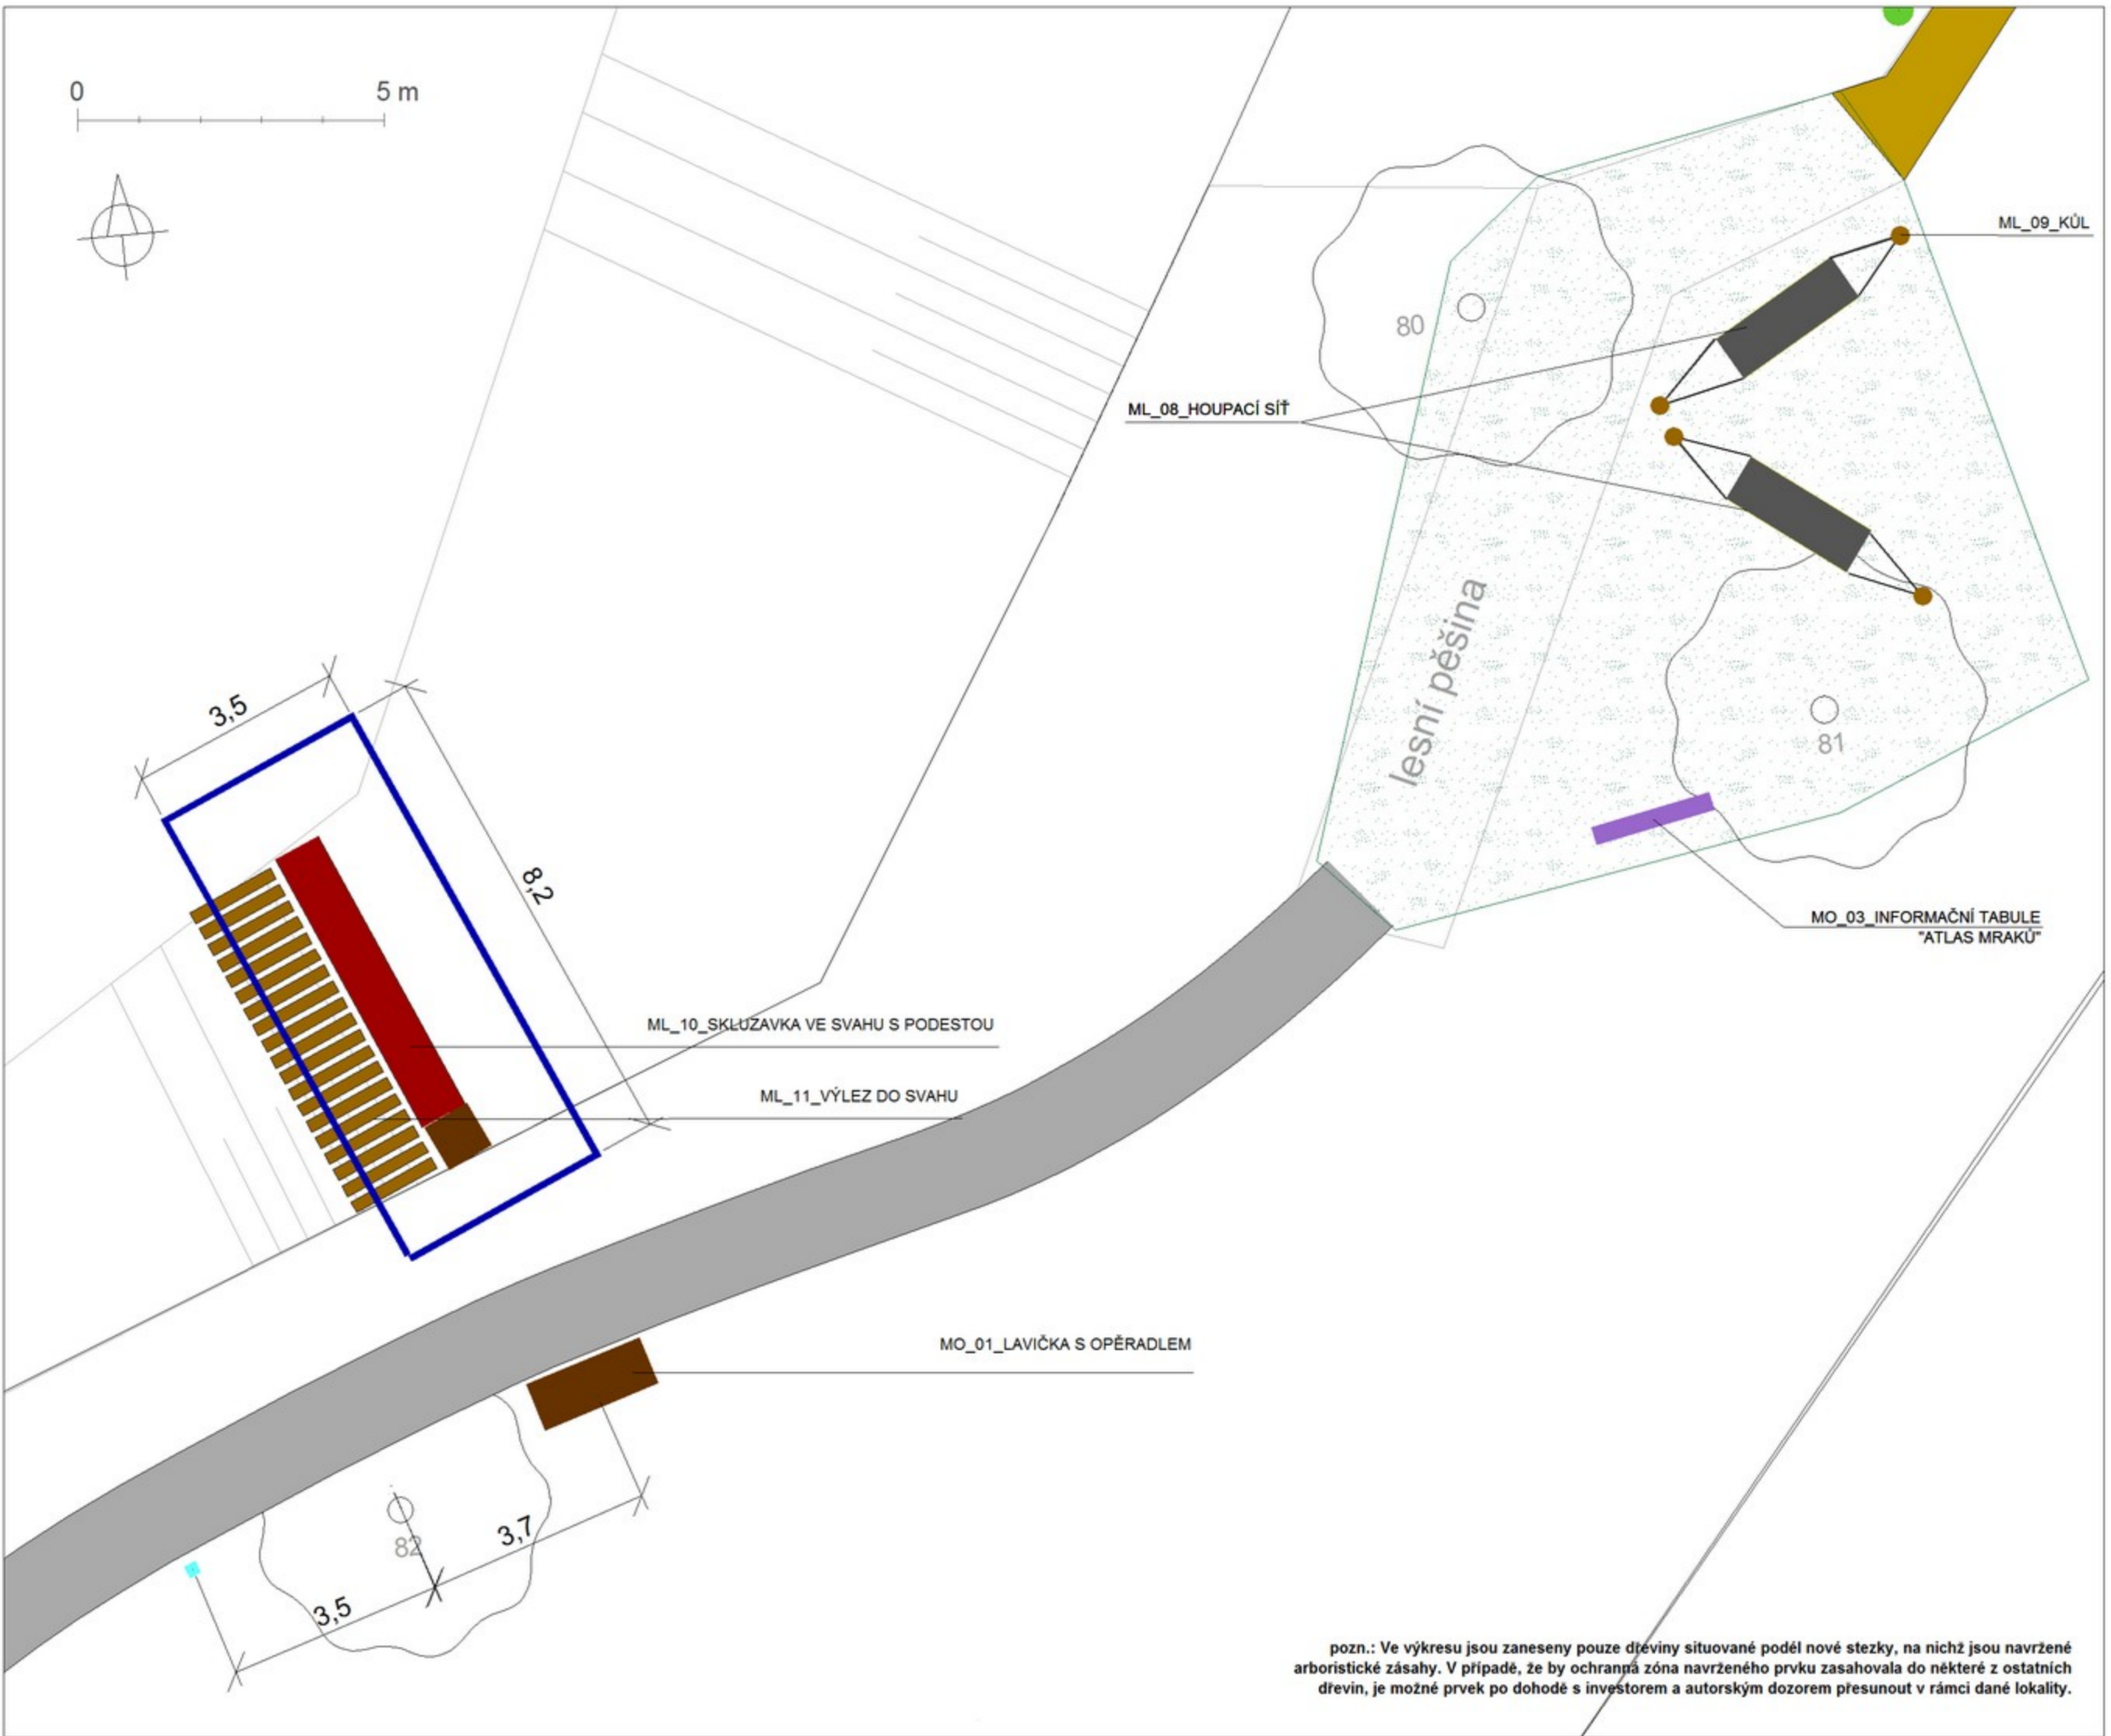 0 5 m
ML_09_KŮL
80
ML_08_HOUPACÍ SÍŤ
lesní pěšina
3,5
81
8,2
MO_03_INFORMAČNÍ TABULE
"ATLAS MRAKŮ"
ML_10_SKLUZAVKA VE SVAHU S PODESTOU
ML_11_VÝLEZ DO SVAHU
MO_01_LAVIČKA S OPĚRADLEM
82
3,7
3,5
pozn.: Ve výkresu jsou zaneseny pouze dřeviny situované podél nové stezky, na nichž jsou navržené
arboristické zásahy. V případě, že by ochranná zóna navrženého prvku zasahovala do některé z ostatních
dřevin, je možné prvek po dohodě s investorem a autorským dozorem přesunout v rámci dané lokality.